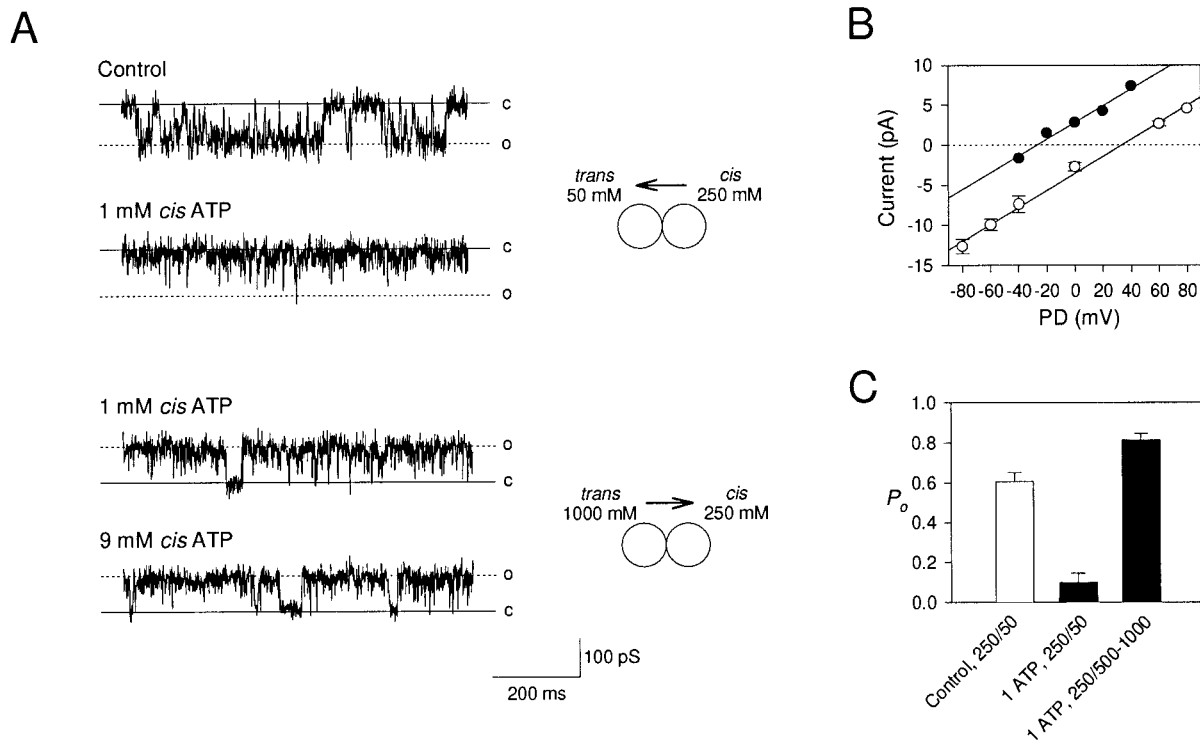 A
Control
c
o
1 mM cis ATP
c
o
trans cis
50 mM 250 mM
1 mM cis ATP
o
c
9 mM cis ATP
o
c
trans cis
1000 mM 250 mM
100 pS
200 ms
B
10
5
0
-5
-10
-15
Current (pA)
-80 -60 -40 -20 0 20 40 60 80
PD (mV)
C
1.0
0.8
0.6
0.4
0.2
0.0
Po
Control, 250/50
1 ATP, 250/50
1 ATP, 250/500-1000